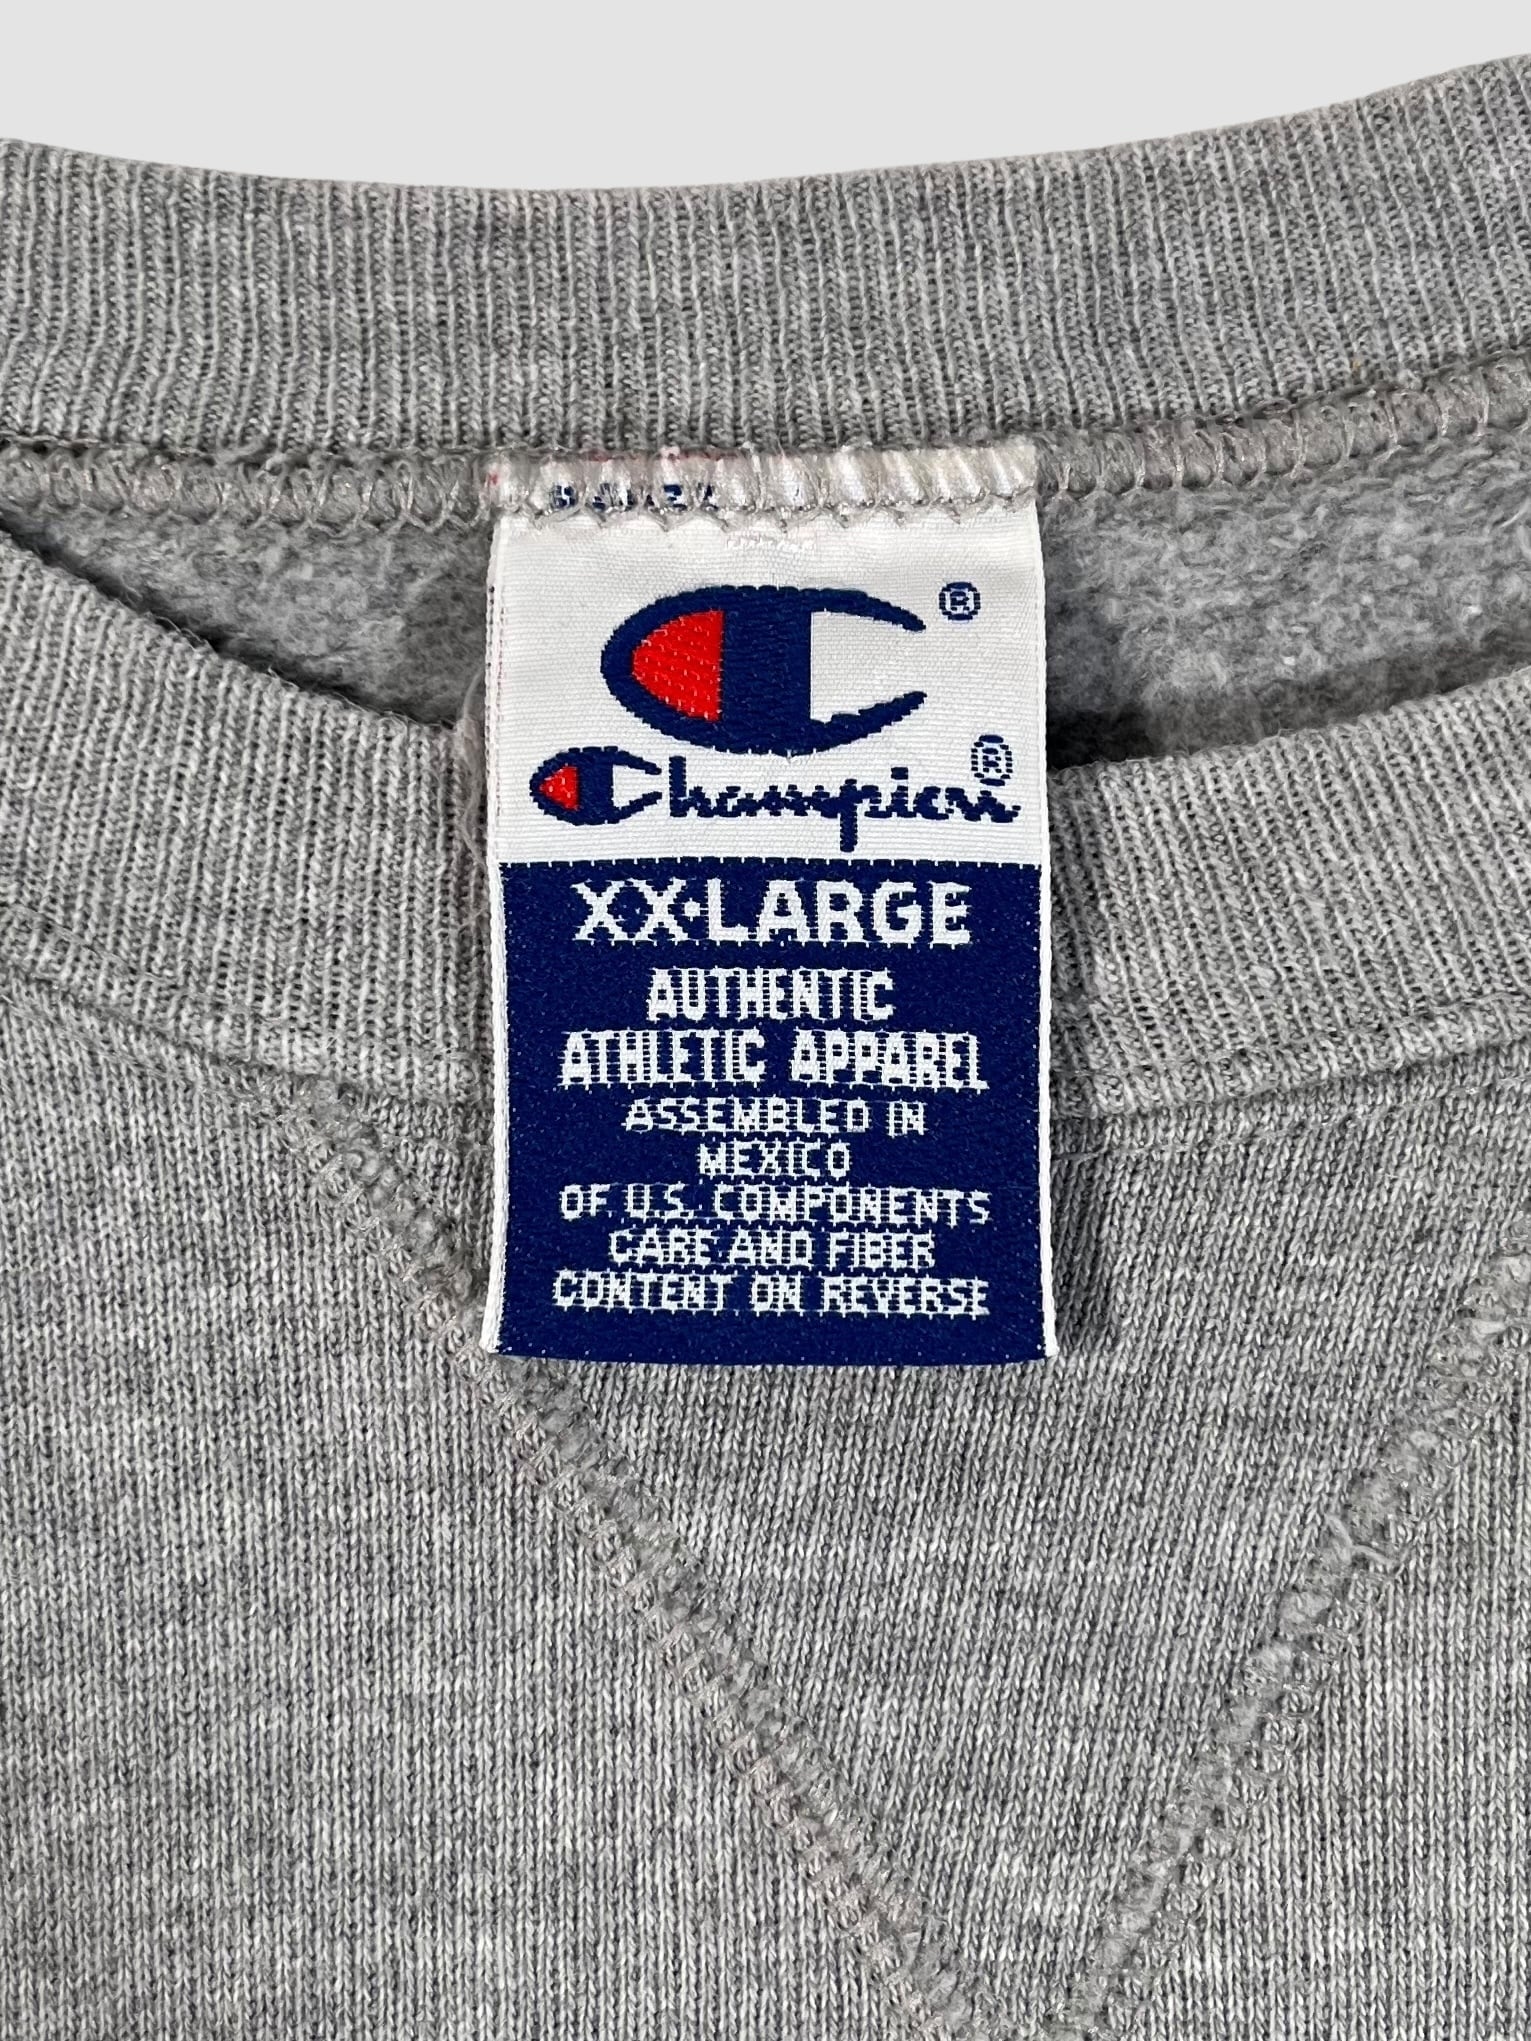 ®
Champion®
XX·LARGE
AUTHENTIC
ATHLETIC APPAREL
ASSEMBLED IN
MEXICO
OF U.S. COMPONENTS
CARE AND FIBER
CONTENT ON REVERSE